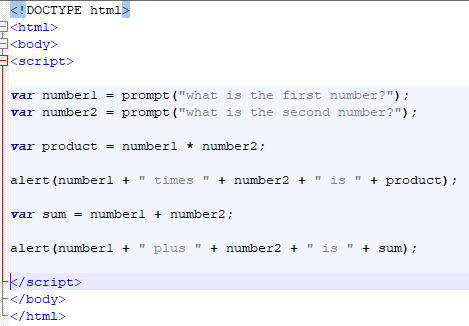 <!DOCTYPE html>
<html>
<body>
<script>
var number1 = prompt("what is the first number?");
var number2 = prompt("what is the second number?");
var product = number1 * number2;
alert(number1 + " times " + number2 + " is " + product);
var sum = number1 + number2;
alert(number1 + " plus " + number2 + " is " + sum);
</script>
</body>
</html>